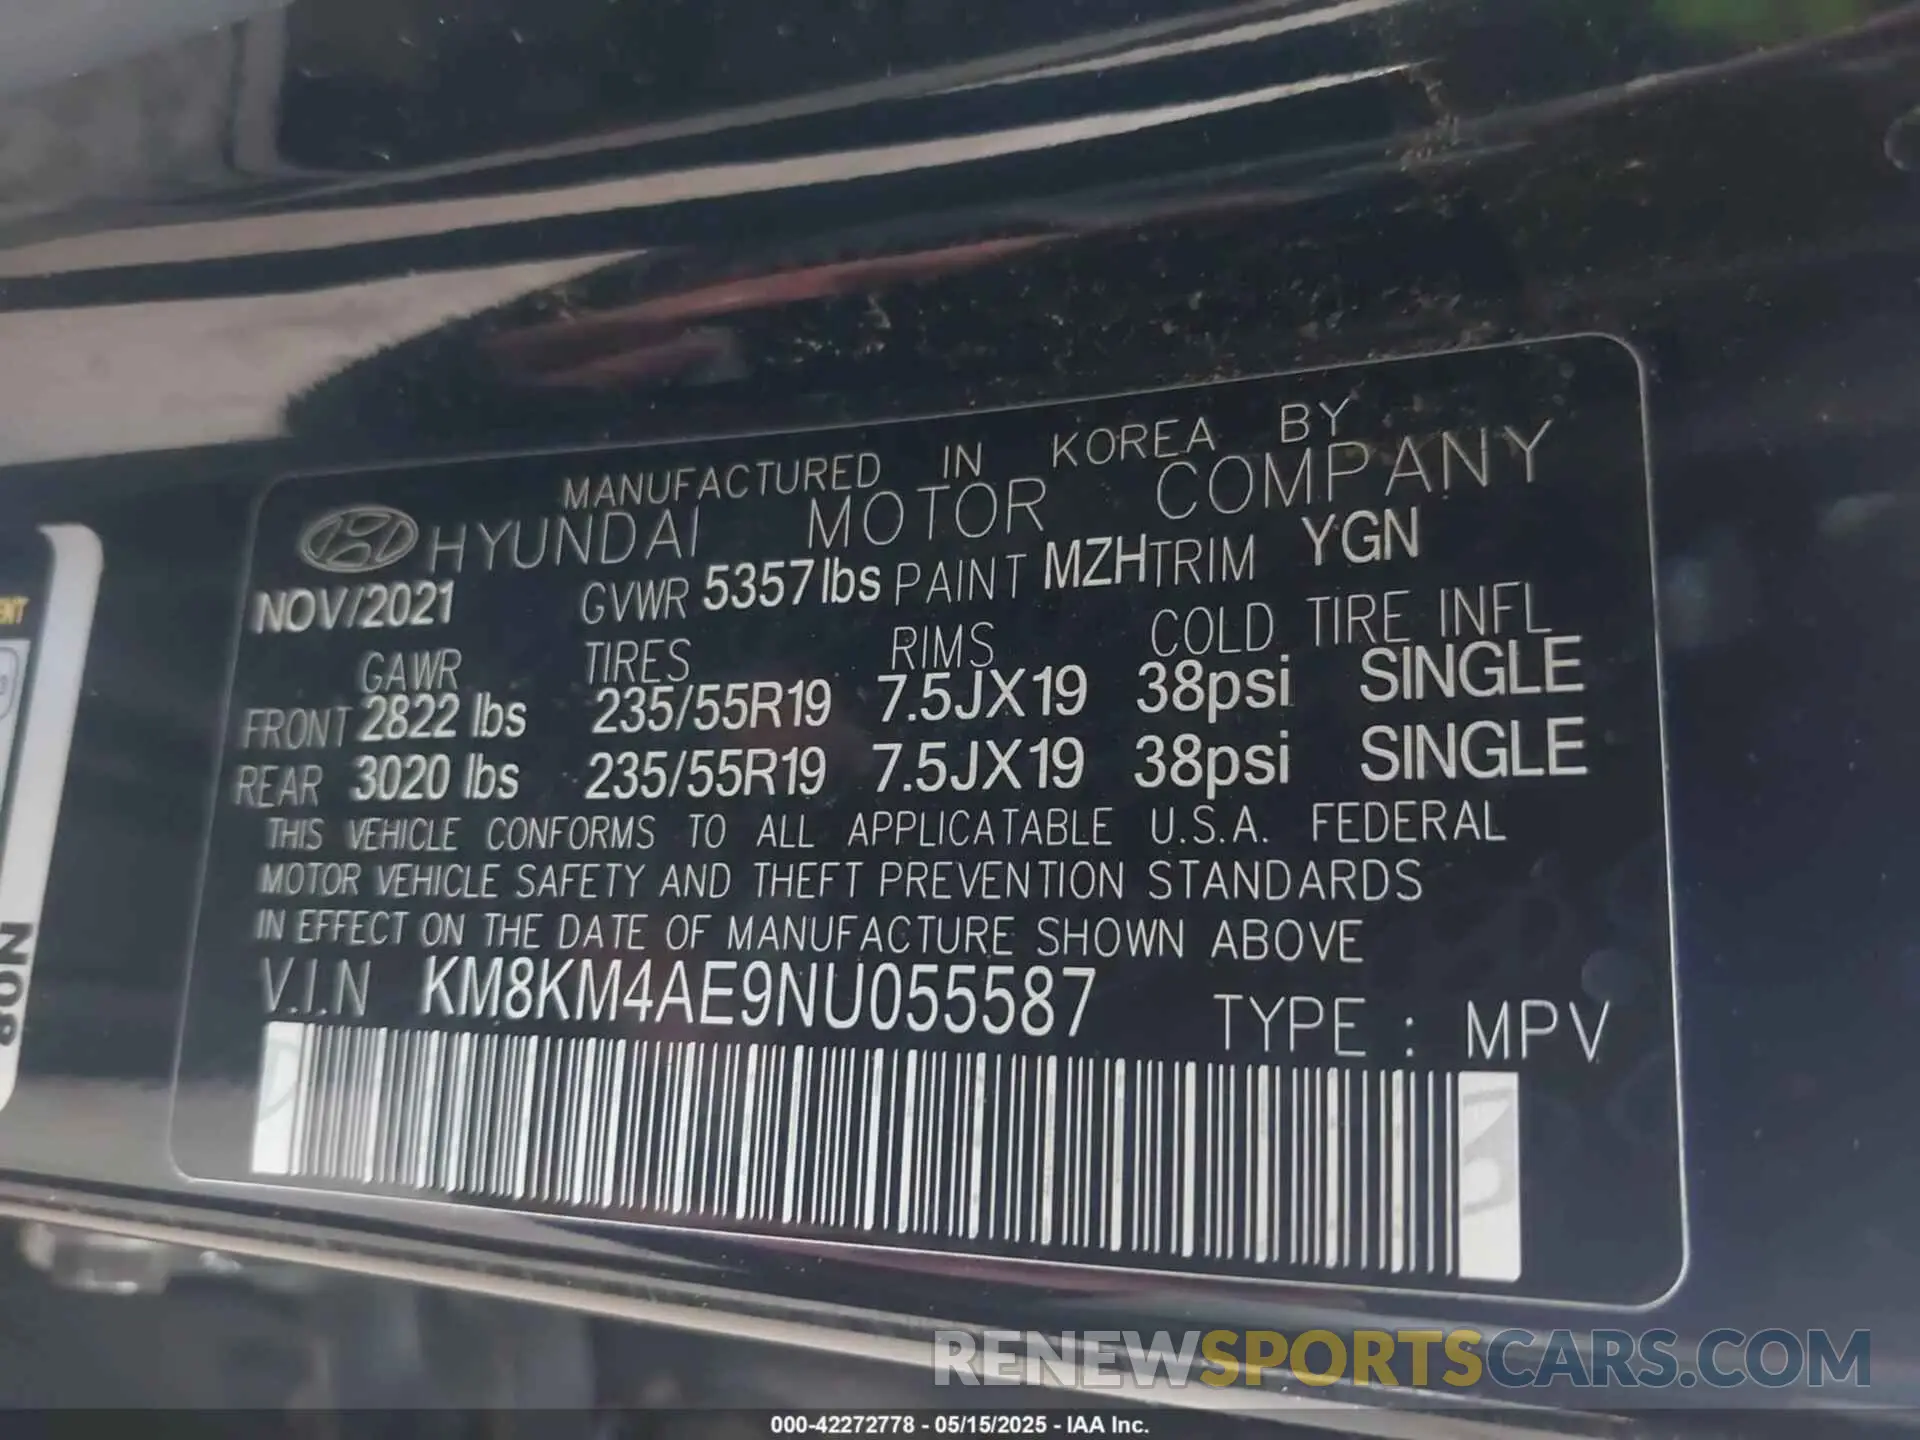 MANUFACTURED IN KOREA BY
HYUNDAI MOTOR COMPANY
NOV/2021 GVWR 5357lbs PAINT MZH TRIM YGN
GAWR TIRES RIMS COLD TIRE INFL
FRONT 2822 lbs 235/55R19 7.5JX19 38psi SINGLE
REAR 3020 lbs 235/55R19 7.5JX19 38psi SINGLE
THIS VEHICLE CONFORMS TO ALL APPLICATABLE U.S.A. FEDERAL
MOTOR VEHICLE SAFETY AND THEFT PREVENTION STANDARDS
IN EFFECT ON THE DATE OF MANUFACTURE SHOWN ABOVE
V.I.N KM8KM4AE9NU055587 TYPE : MPV
RENEWSPORTSCARS.COM
000-42272778 - 05/15/2025 - IAA Inc.